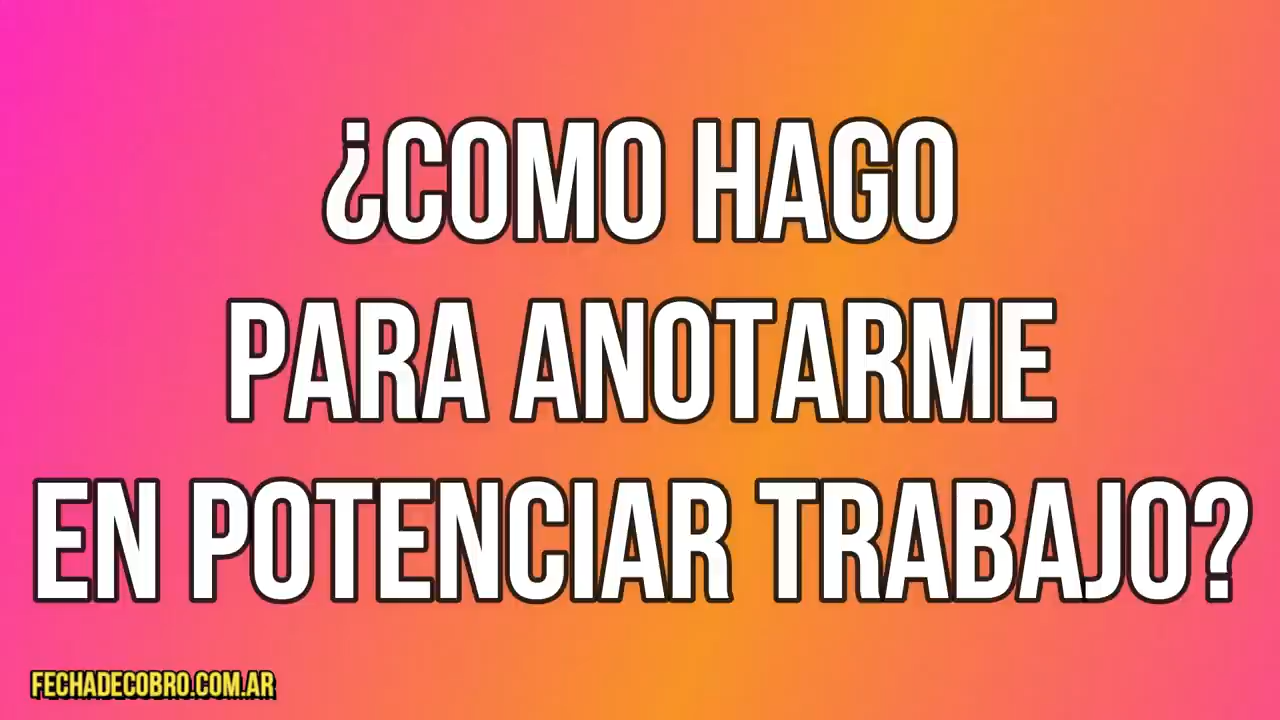 ¿COMO HAGO
PARA ANOTARME
EN POTENCIAR TRABAJO?
FECHADECOBRO.COM.AR